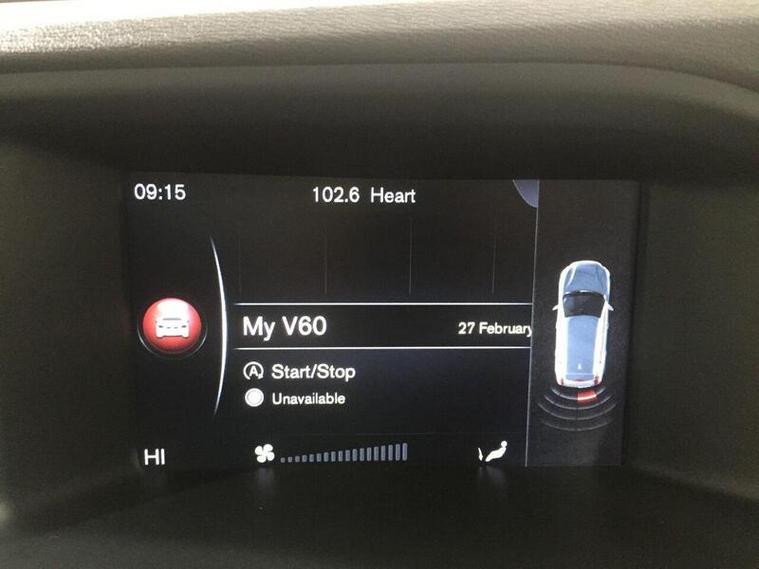 09:15
102.6 Heart
My V60
27 February
Start/Stop
Unavailable
HI